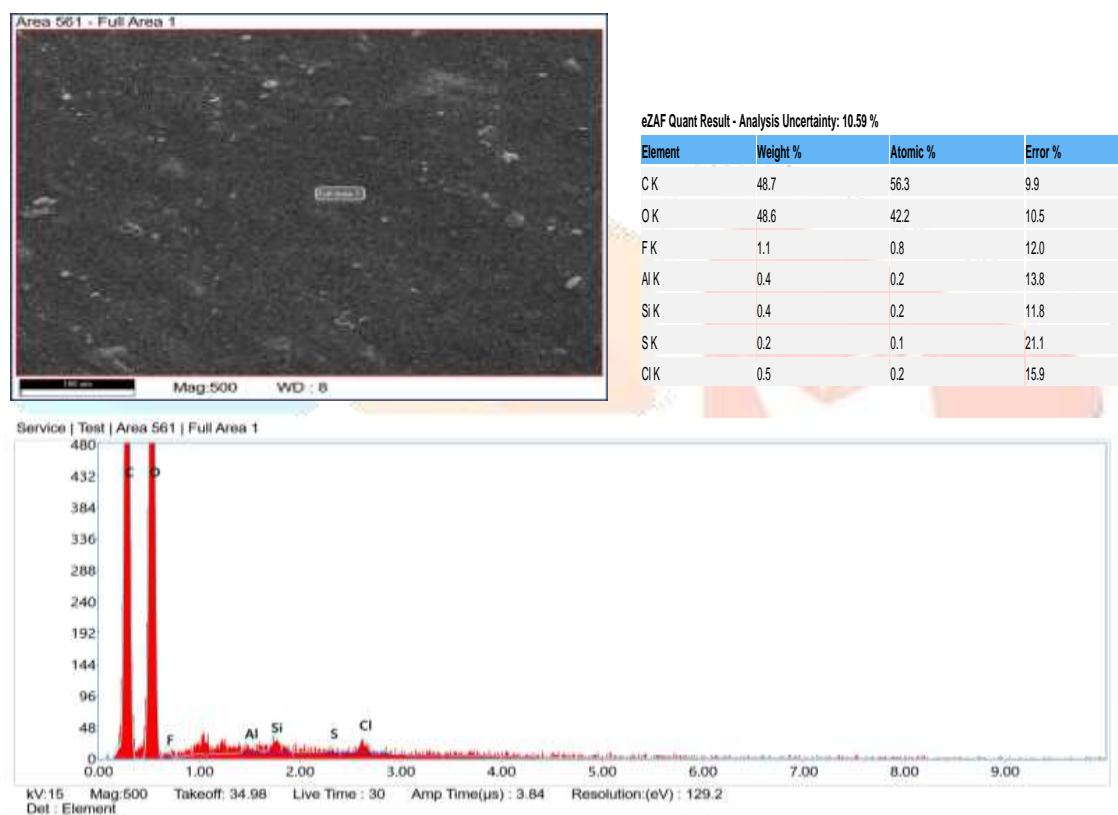 Area 561 - Full Area 1
Full Area 1
Mag:500 WD : 8
eZAF Quant Result - Analysis Uncertainty: 10.59 %
Element Weight % Atomic % Error %
C K 48.7 56.3 9.9
O K 48.6 42.2 10.5
F K 1.1 0.8 12.0
Al K 0.4 0.2 13.8
Si K 0.4 0.2 11.8
S K 0.2 0.1 21.1
Cl K 0.5 0.2 15.9
Service | Test | Area 561 | Full Area 1
480
432
384
336
288
240
192
144
96
48
0
C O
F Al Si S Cl
0.00 1.00 2.00 3.00 4.00 5.00 6.00 7.00 8.00 9.00
kV:15 Mag:500 Takeoff: 34.98 Live Time : 30 Amp Time(µs) : 3.84 Resolution:(eV) : 129.2
Det : Element